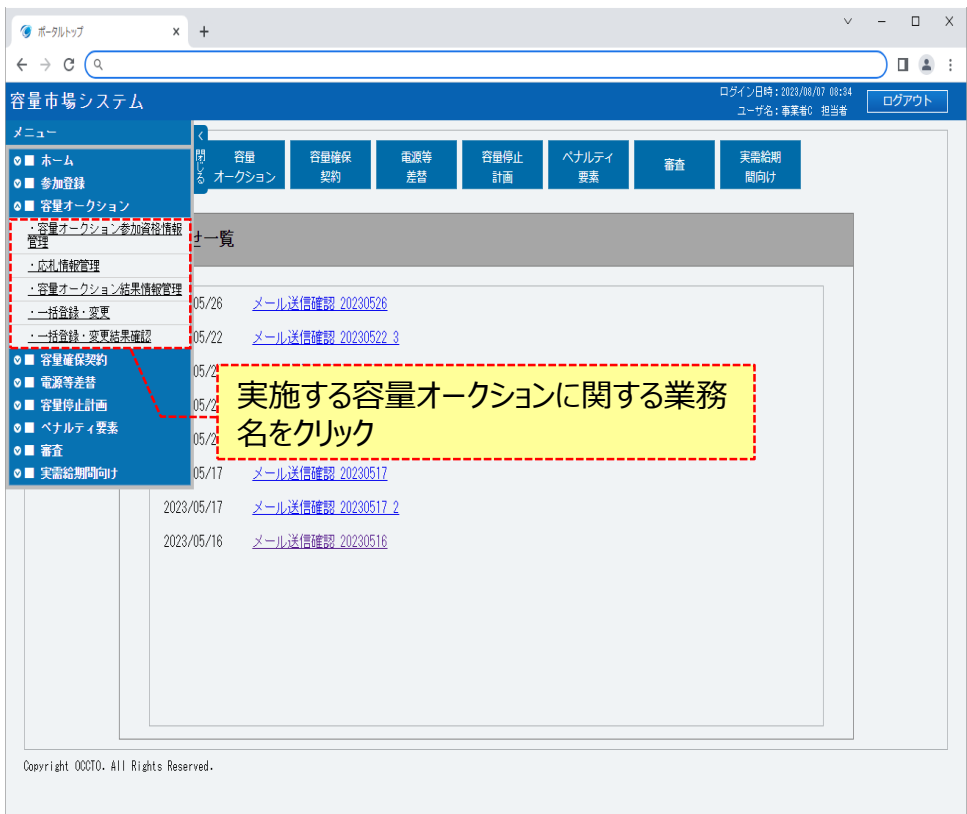 ポータルトップ
容量市場システム
ログイン日時：2023/08/07 08:34
ユーザ名：事業者C 担当者
ログアウト
メニュー
閉じる
ホーム
参加登録
容量オークション
・容量オークション参加資格情報
管理
・応札情報管理
・容量オークション結果情報管理
・一括登録・変更
・一括登録・変更結果確認
容量確保契約
電源等差替
容量停止計画
ペナルティ要素
審査
実需給期間向け
容量
オークション
容量確保
契約
電源等
差替
容量停止
計画
ペナルティ
要素
審査
実需給期
間向け
せ一覧
05/26 メール送信確認 20230526
05/22 メール送信確認 20230522_3
05/2
05/2
05/2
実施する容量オークションに関する業務
名をクリック
05/17 メール送信確認 20230517
2023/05/17 メール送信確認 20230517_2
2023/05/16 メール送信確認 20230516
Copyright OCCTO. All Rights Reserved.